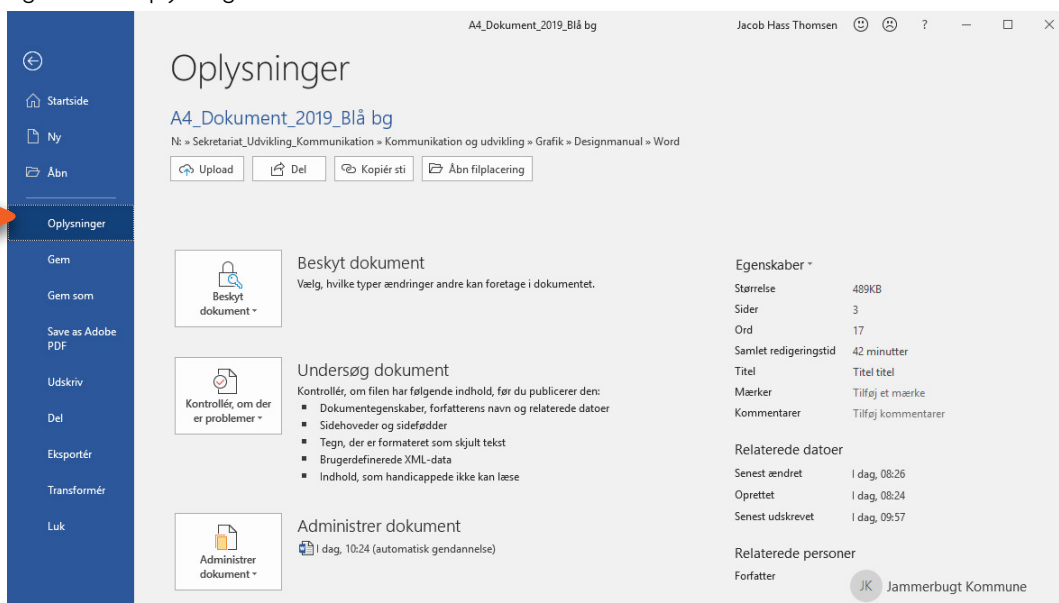 A4_Dokument_2019_Blå bg
Jacob Hass Thomsen
?
Startside
Ny
Åbn
Oplysninger
Gem
Gem som
Save as Adobe
PDF
Udskriv
Del
Eksportér
Transformér
Luk
Oplysninger
A4_Dokument_2019_Blå bg
N: » Sekretariat_Udvikling_Kommunikation » Kommunikation og udvikling » Grafik » Designmanual » Word
Upload Del Kopiér sti Åbn filplacering
Beskyt
dokument
Beskyt dokument
Vælg, hvilke typer ændringer andre kan foretage i dokumentet.
Kontrollér, om der
er problemer
Undersøg dokument
Kontrollér, om filen har følgende indhold, før du publicerer den:
Dokumentegenskaber, forfatterens navn og relaterede datoer
Sidehoveder og sidefødder
Tegn, der er formateret som skjult tekst
Brugerdefinerede XML-data
Indhold, som handicappede ikke kan læse
Administrer
dokument
Administrer dokument
I dag, 10:24 (automatisk gendannelse)
Egenskaber
Størrelse 489KB
Sider 3
Ord 17
Samlet redigeringstid 42 minutter
Titel Titel titel
Mærker Tilføj et mærke
Kommentarer Tilføj kommentarer
Relaterede datoer
Senest ændret I dag, 08:26
Oprettet I dag, 08:24
Senest udskrevet I dag, 09:57
Relaterede personer
Forfatter
JK Jammerbugt Kommune